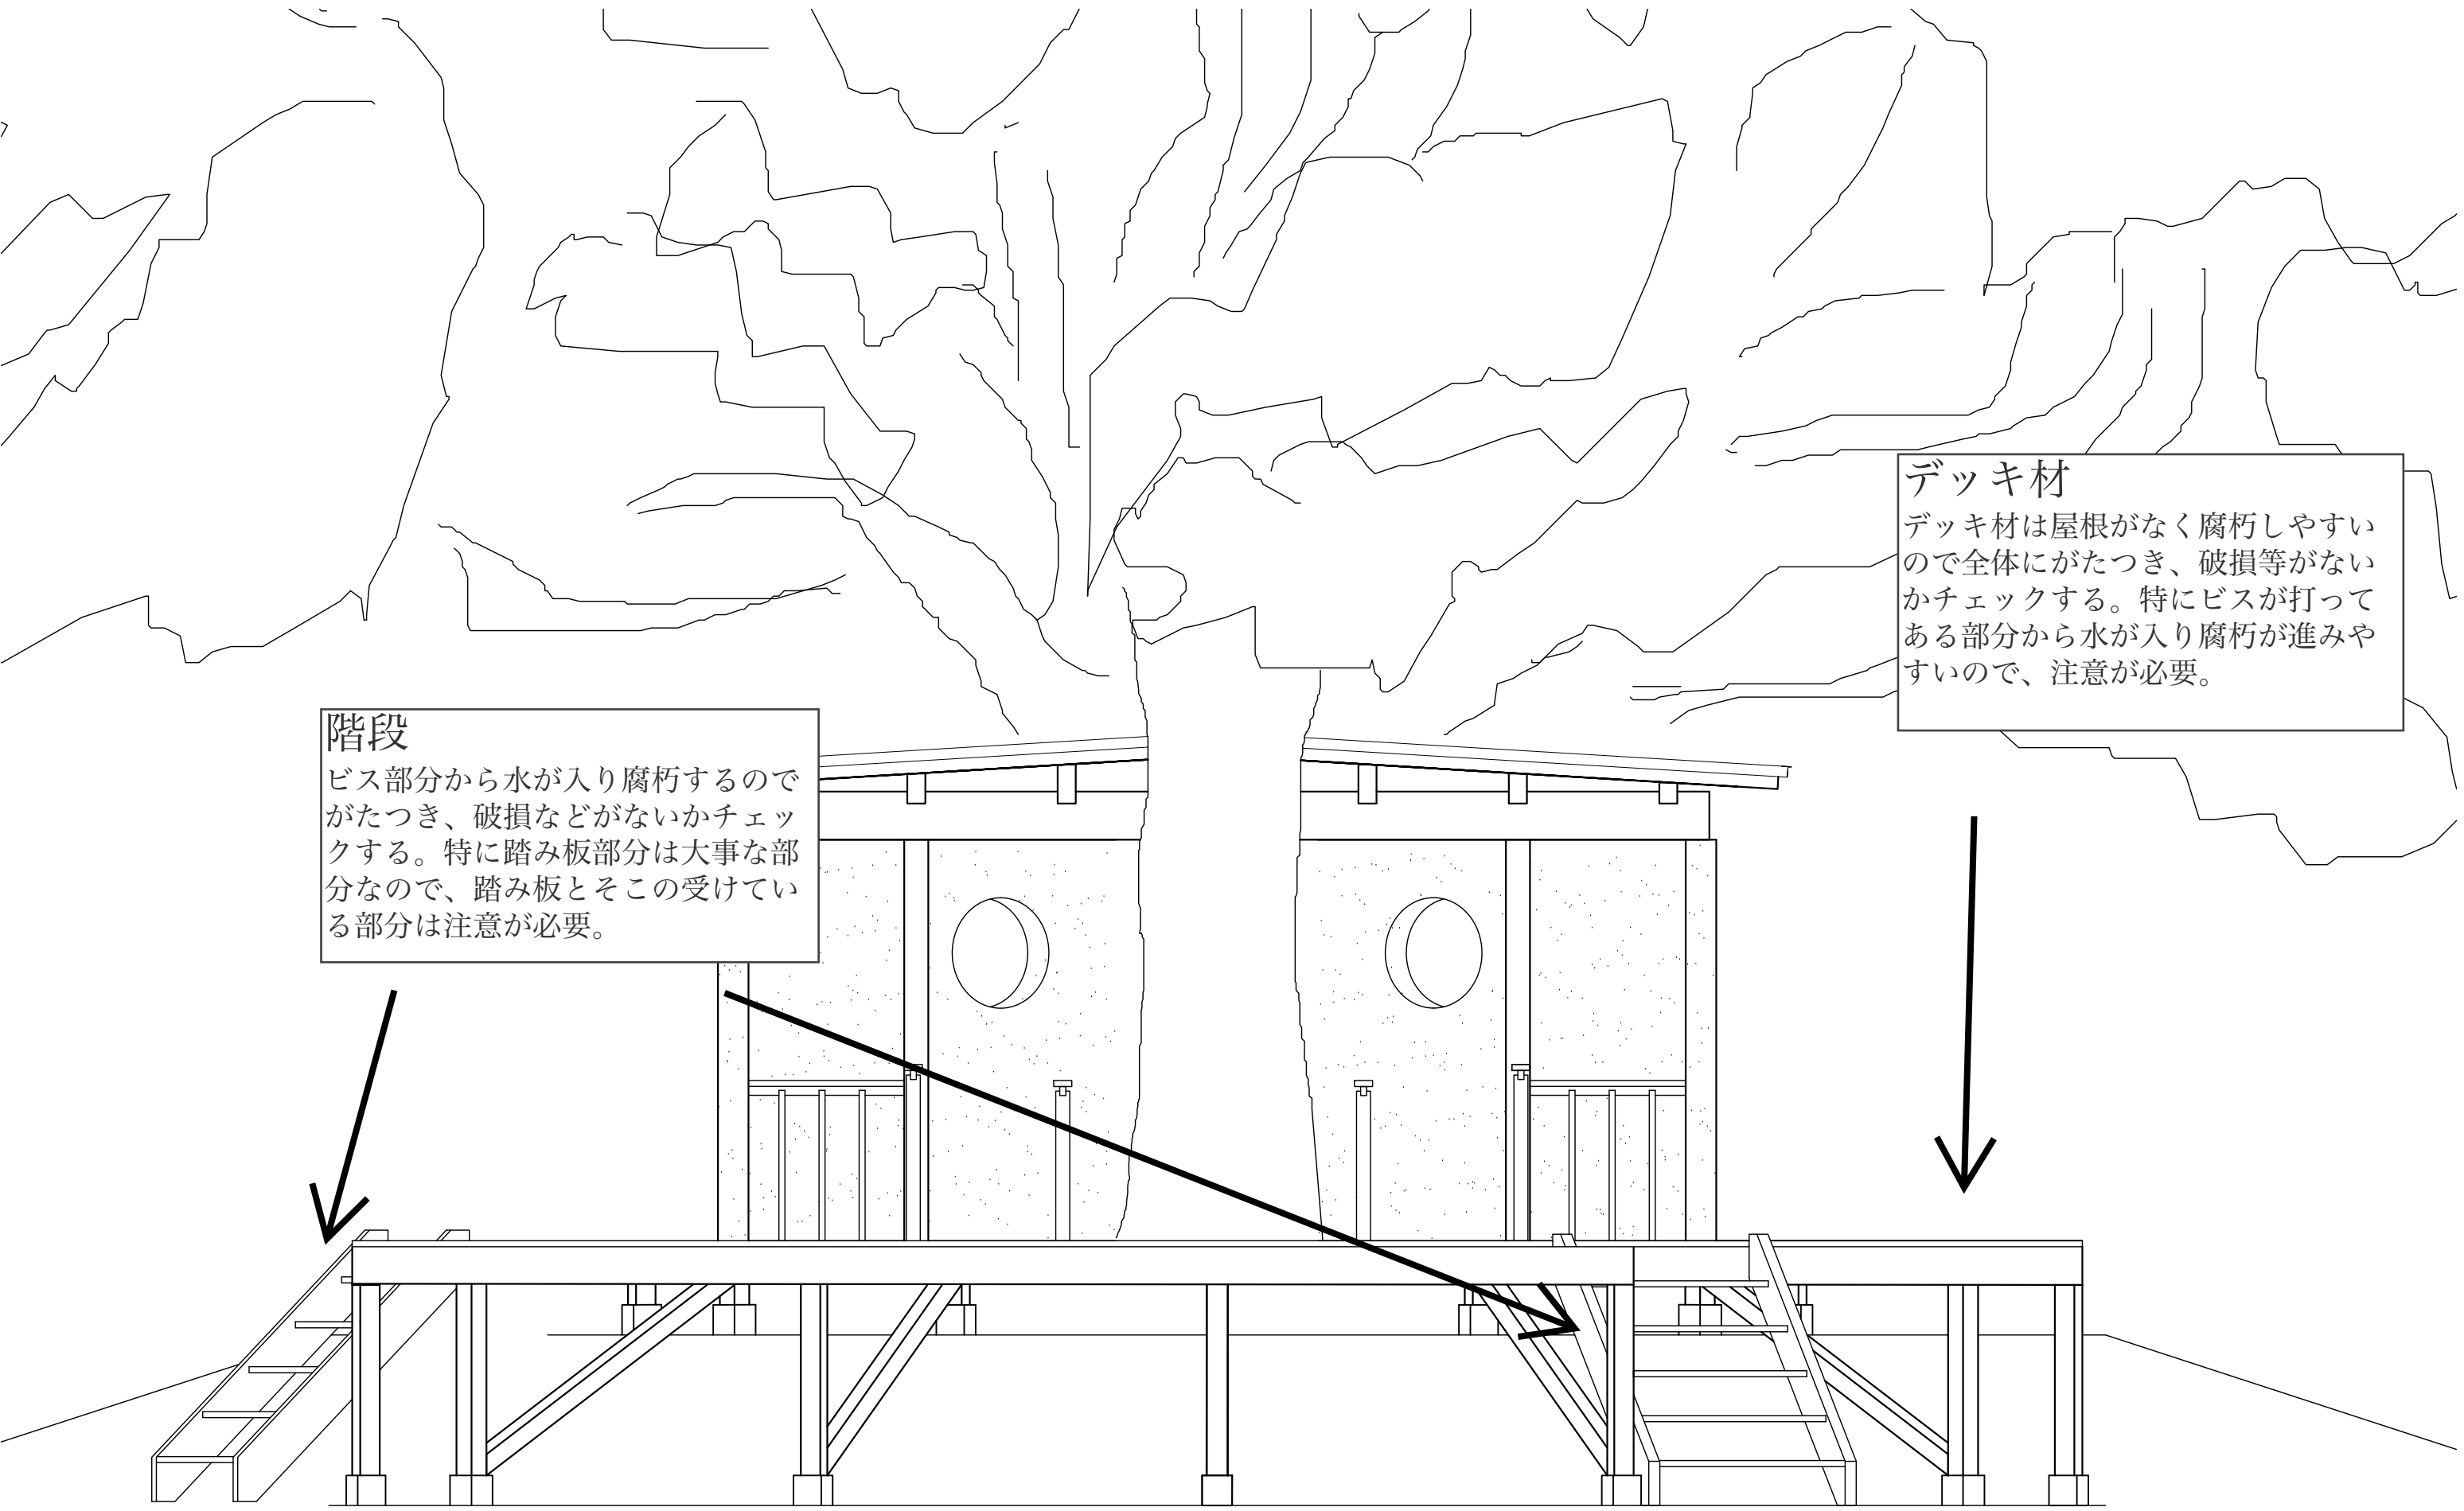 デッキ材
デッキ材は屋根がなく腐朽しやすい
ので全体にがたつき、破損等がない
かチェックする。特にビスが打って
ある部分から水が入り腐朽が進みや
すいので、注意が必要。
階段
ビス部分から水が入り腐朽するので
がたつき、破損などがないかチェッ
クする。特に踏み板部分は大事な部
分なので、踏み板とそこの受けてい
る部分は注意が必要。